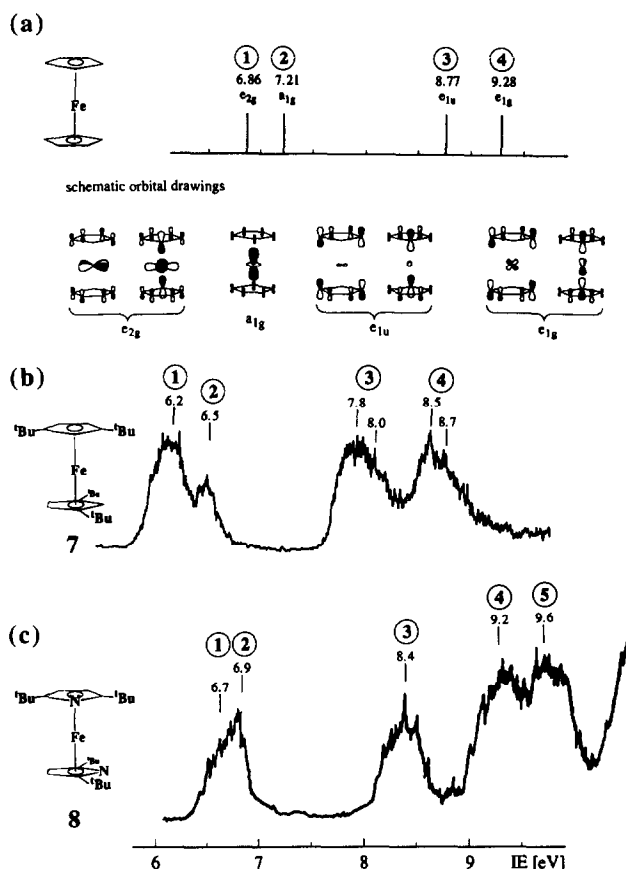 (a)
① ② ③ ④
6.86 7.21 8.77 9.28
e2g a1g e1u e1g
Fe
schematic orbital drawings
e2g a1g e1u e1g
(b)
① ② ③ ④
6.2 6.5 7.8 8.0 8.5 8.7
tBu tBu
Fe
tBu
tBu
7
(c)
① ② ③ ④ ⑤
6.7 6.9 8.4 9.2 9.6
tBu N tBu
Fe
tBu N
tBu
8
6 7 8 9 IE [eV]